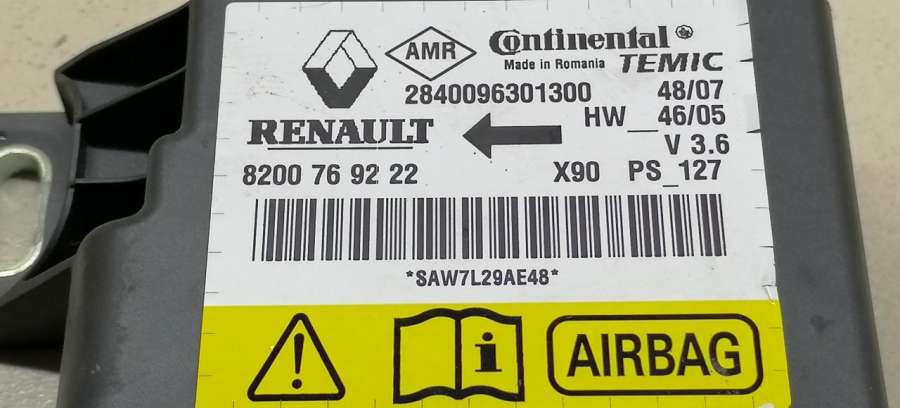 AMR Continental
Made in Romania TEMIC
2840096301300 48/07
HW__46/05
RENAULT V 3.6
8200 76 92 22 X90 PS_127
*SAW7L29AE48*
i AIRBAG